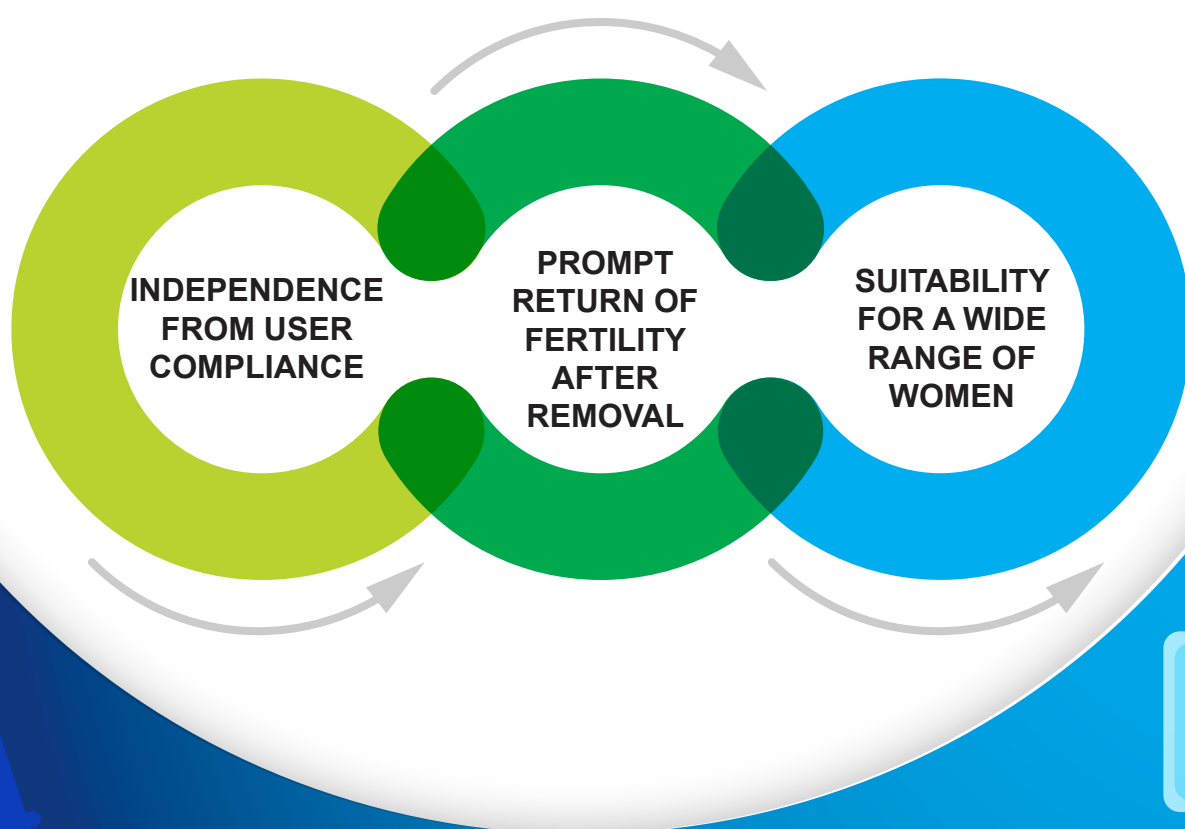 INDEPENDENCE
FROM USER
COMPLIANCE
PROMPT
RETURN OF
FERTILITY
AFTER
REMOVAL
SUITABILITY
FOR A WIDE
RANGE OF
WOMEN